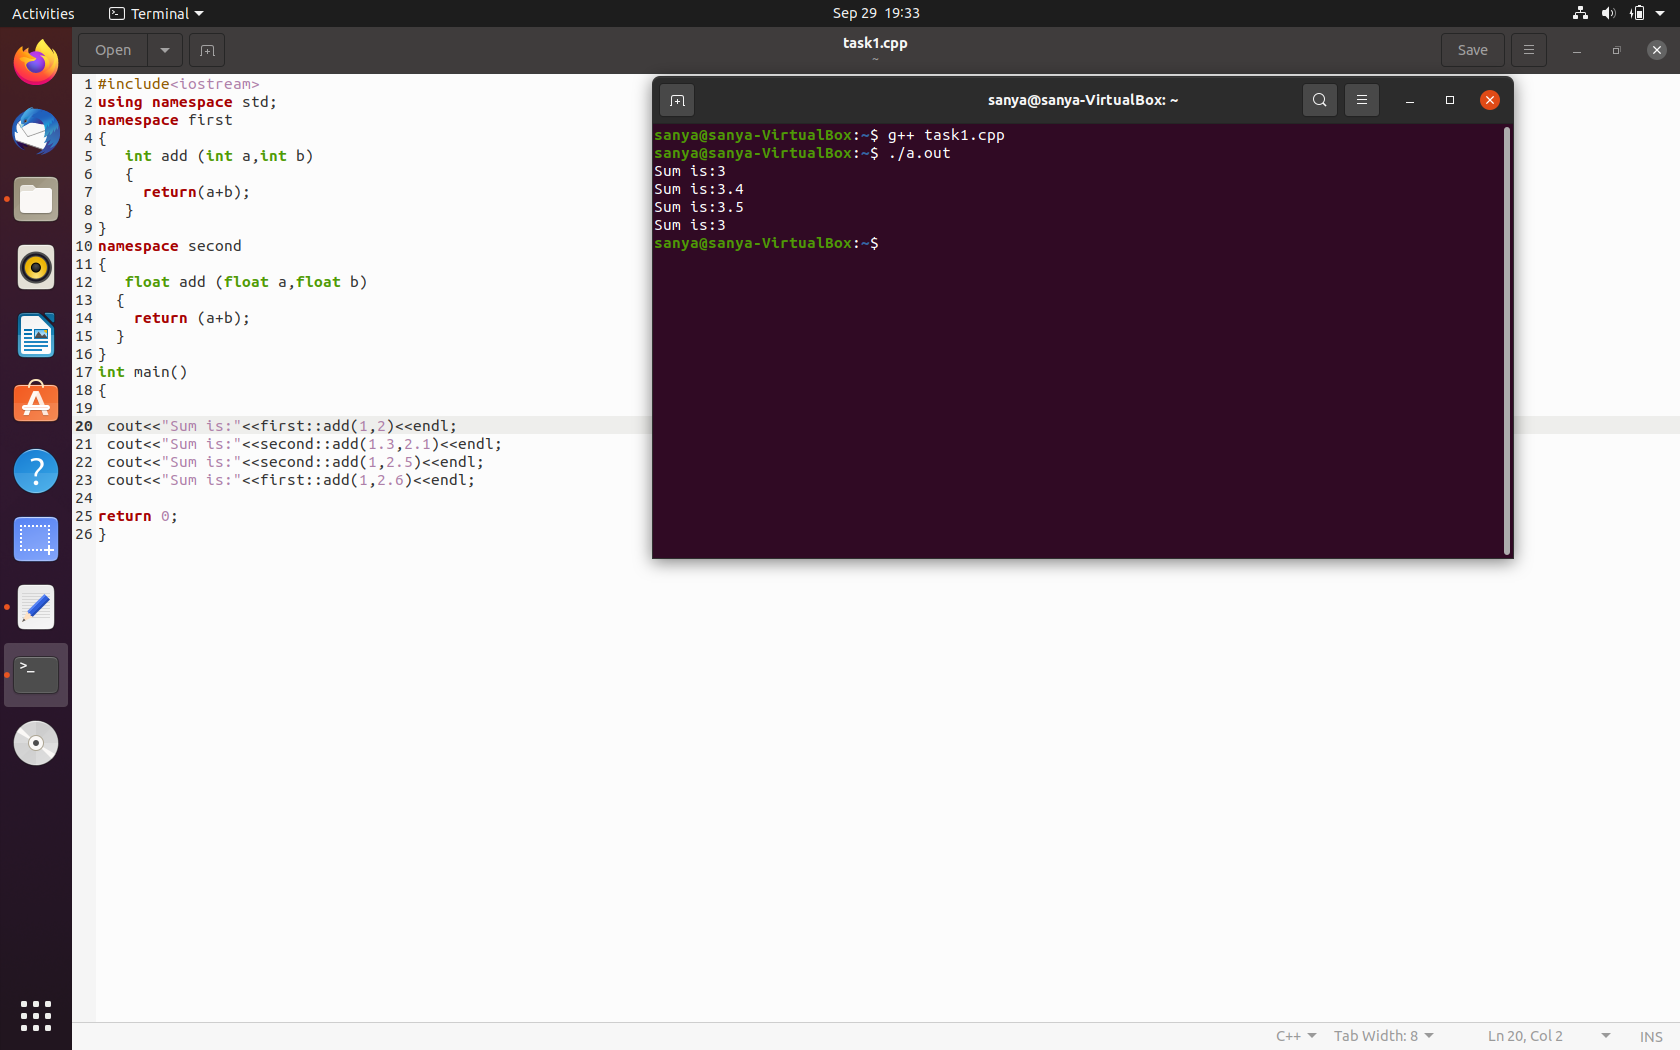 Activities Terminal Sep 29 19:33
Open task1.cpp Save
~
1 #include<iostream>
2 using namespace std;
3 namespace first
4 {
5    int add (int a,int b)
6    {
7      return(a+b);
8    }
9 }
10 namespace second
11 {
12    float add (float a,float b)
13   {
14     return (a+b);
15   }
16 }
17 int main()
18 {
19
20  cout<<"Sum is:"<<first::add(1,2)<<endl;
21  cout<<"Sum is:"<<second::add(1.3,2.1)<<endl;
22  cout<<"Sum is:"<<second::add(1,2.5)<<endl;
23  cout<<"Sum is:"<<first::add(1,2.6)<<endl;
24
25 return 0;
26 }
sanya@sanya-VirtualBox: ~
sanya@sanya-VirtualBox:~$ g++ task1.cpp
sanya@sanya-VirtualBox:~$ ./a.out
Sum is:3
Sum is:3.4
Sum is:3.5
Sum is:3
sanya@sanya-VirtualBox:~$
C++ Tab Width: 8 Ln 20, Col 2 INS